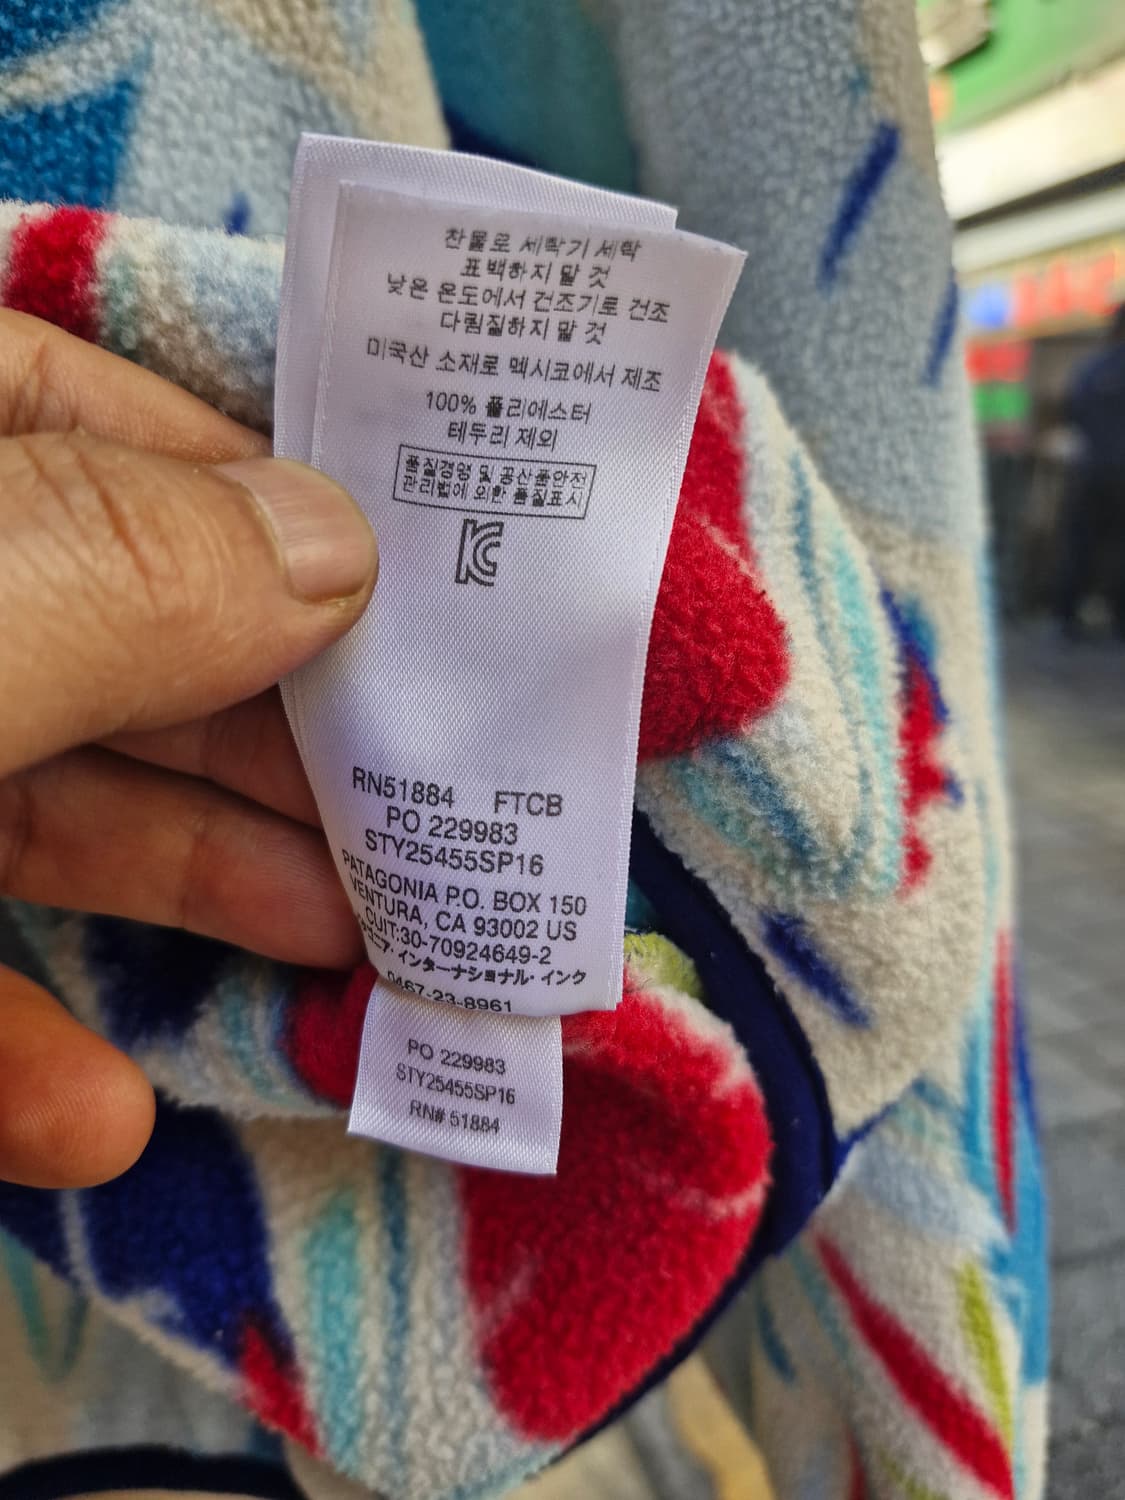 찬물로 세탁기 세탁
표백하지 말 것
낮은 온도에서 건조기로 건조
다림질하지 말 것
미국산 소재로 멕시코에서 제조
100% 폴리에스터
테두리 제외
품질경영 및 공산품안전
관리법에 의한 품질표시
RN51884 FTCB
PO 229983
STY25455SP16
PATAGONIA P.O. BOX 150
VENTURA, CA 93002 US
CUIT:30-70924649-2
インターナショナル・インク
0467-23-8961
PO 229983
STY25455SP16
RN# 51884